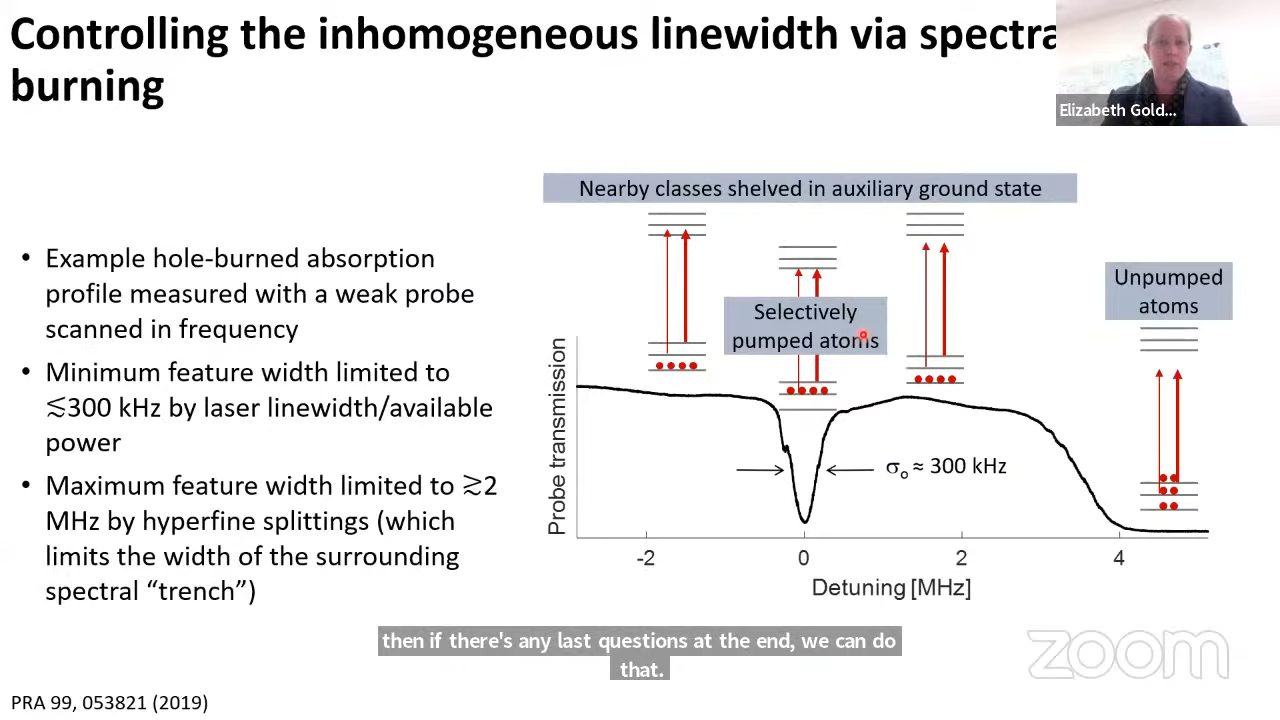 Controlling the inhomogeneous linewidth via spectra
burning
Elizabeth Gold...
Nearby classes shelved in auxiliary ground state
• Example hole-burned absorption
profile measured with a weak probe
scanned in frequency
• Minimum feature width limited to
≲300 kHz by laser linewidth/available
power
• Maximum feature width limited to ≳2
MHz by hyperfine splittings (which
limits the width of the surrounding
spectral “trench”)
Selectively
pumped atoms
Unpumped
atoms
Probe transmission
σo ≈ 300 kHz
-2 0 2 4
Detuning [MHz]
then if there's any last questions at the end, we can do
that.
zoom
PRA 99, 053821 (2019)